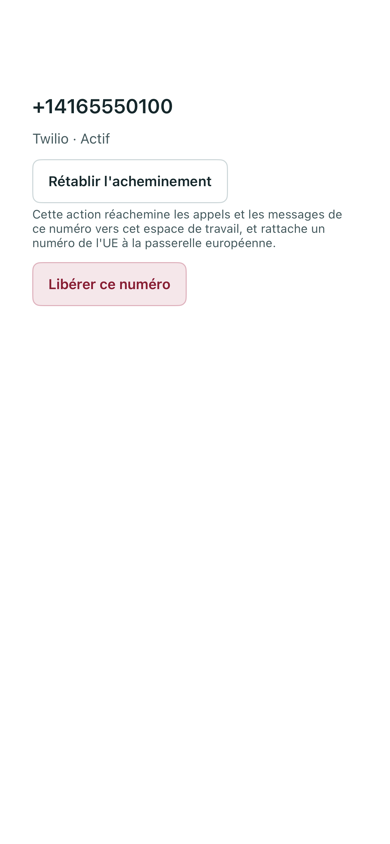 +14165550100
Twilio · Actif
Rétablir l'acheminement
Cette action réachemine les appels et les messages de
ce numéro vers cet espace de travail, et rattache un
numéro de l'UE à la passerelle européenne.
Libérer ce numéro